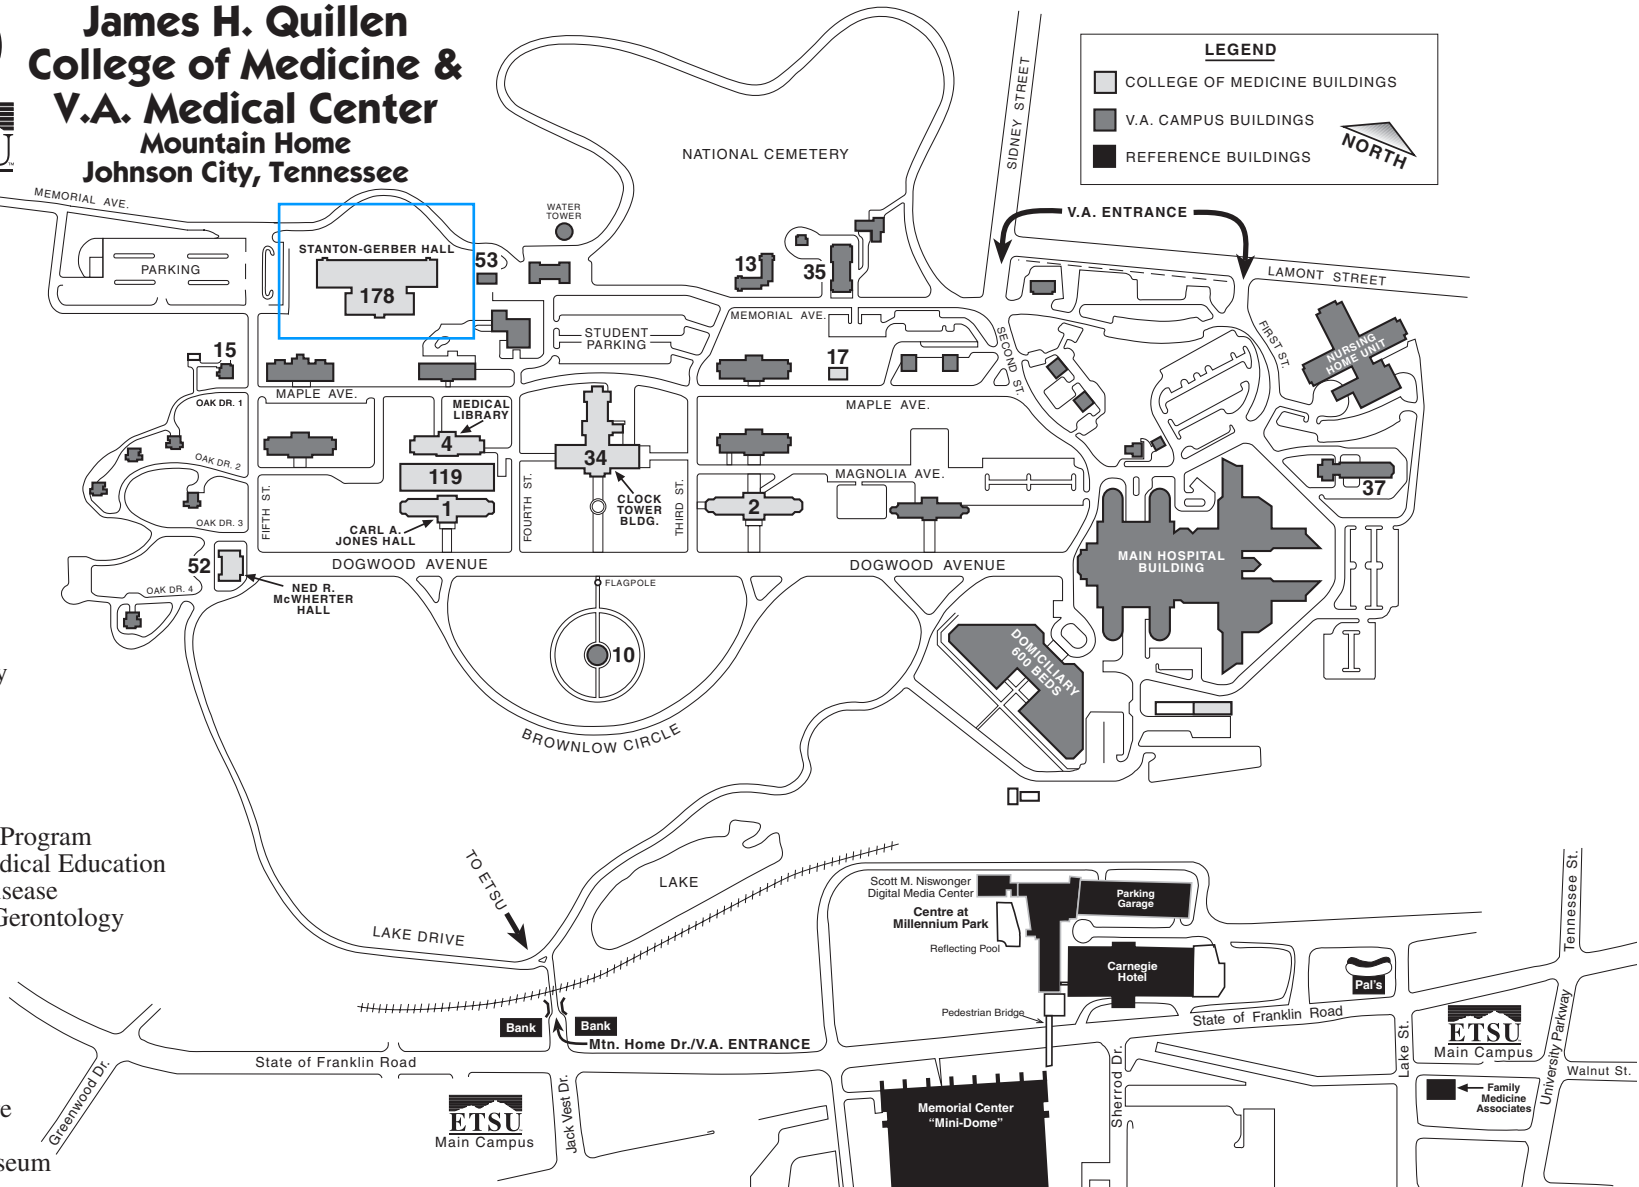 James H. Quillen
College of Medicine &
V.A. Medical Center
Mountain Home
Johnson City, Tennessee
LEGEND
COLLEGE OF MEDICINE BUILDINGS
V.A. CAMPUS BUILDINGS
REFERENCE BUILDINGS
NORTH
SIDNEY STREET
NATIONAL CEMETERY
MEMORIAL AVE.
WATER
TOWER
V.A. ENTRANCE
LAMONT STREET
STANTON-GERBER HALL
178
53
PARKING
13
35
MEMORIAL AVE.
STUDENT
PARKING
SECOND ST.
FIRST ST.
NURSING
HOME UNIT
15
17
MAPLE AVE.
OAK DR. 1
MEDICAL
LIBRARY
4
MAPLE AVE.
34
119
OAK DR. 2
MAGNOLIA AVE.
37
CLOCK
TOWER
BLDG.
1
2
FIFTH ST.
FOURTH ST.
THIRD ST.
OAK DR. 3
CARL A.
JONES HALL
DOGWOOD AVENUE
DOGWOOD AVENUE
MAIN HOSPITAL
BUILDING
52
NED R.
McWHERTER
HALL
OAK DR. 4
FLAGPOLE
10
DOMICILIARY
600 BEDS
BROWNLOW CIRCLE
y
Program
dical Education
sease
Gerontology
TO ETSU
LAKE
LAKE DRIVE
Scott M. Niswonger
Digital Media Center
Parking
Garage
Centre at
Millennium Park
Reflecting Pool
Carnegie
Hotel
Pal's
Tennessee St.
Pedestrian Bridge
State of Franklin Road
Bank
Bank
Mtn. Home Dr./V.A. ENTRANCE
State of Franklin Road
Greenwood Dr.
ETSU
Main Campus
Jack Vest Dr.
Memorial Center
“Mini-Dome”
Sherrod Dr.
Lake St.
ETSU
Main Campus
University Parkway
Walnut St.
Family
Medicine
Associates
e
seum